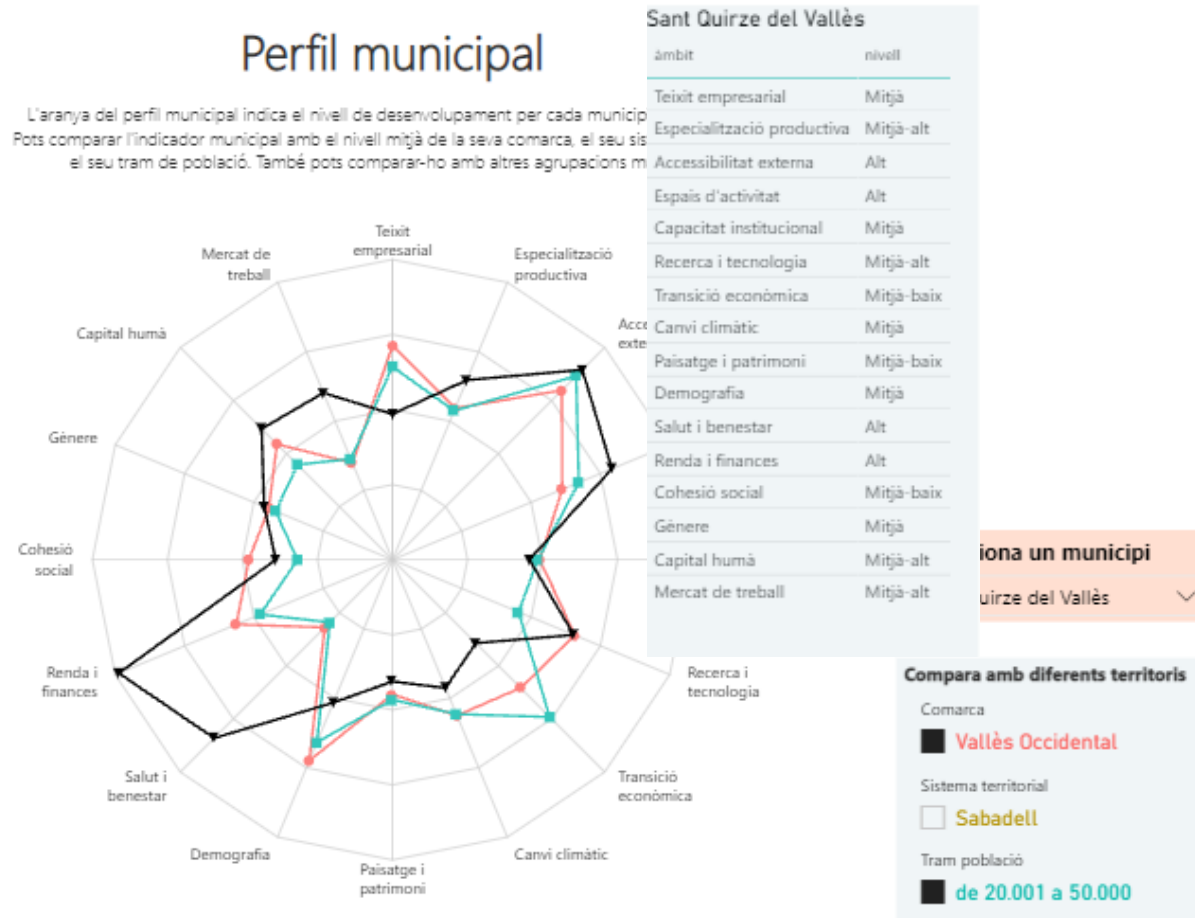 Perfil municipal
L'aranya del perfil municipal indica el nivell de desenvolupament per cada municip
Pots comparar l'indicador municipal amb el nivell mitjà de la seva comarca, el seu sis
el seu tram de població. També pots comparar-ho amb altres agrupacions m
Sant Quirze del Vallès
àmbit nivell
Teixit empresarial Mitjà
Especialització productiva Mitjà-alt
Accessibilitat externa Alt
Espais d'activitat Alt
Capacitat institucional Mitjà
Recerca i tecnologia Mitjà-alt
Transició econòmica Mitjà-baix
Canvi climàtic Mitjà
Paisatge i patrimoni Mitjà-baix
Demografia Mitjà
Salut i benestar Alt
Renda i finances Alt
Cohesió social Mitjà-baix
Gènere Mitjà
Capital humà Mitjà-alt
Mercat de treball Mitjà-alt
Teixit
empresarial
Especialització
productiva
Acce
exte
Recerca i
tecnologia
Transició
econòmica
Canvi climàtic
Paisatge i
patrimoni
Demografia
Salut i
benestar
Renda i
finances
Cohesió
social
Gènere
Capital humà
Mercat de
treball
iona un municipi
uirze del Vallès
Compara amb diferents territoris
Comarca
Vallès Occidental
Sistema territorial
Sabadell
Tram població
de 20.001 a 50.000